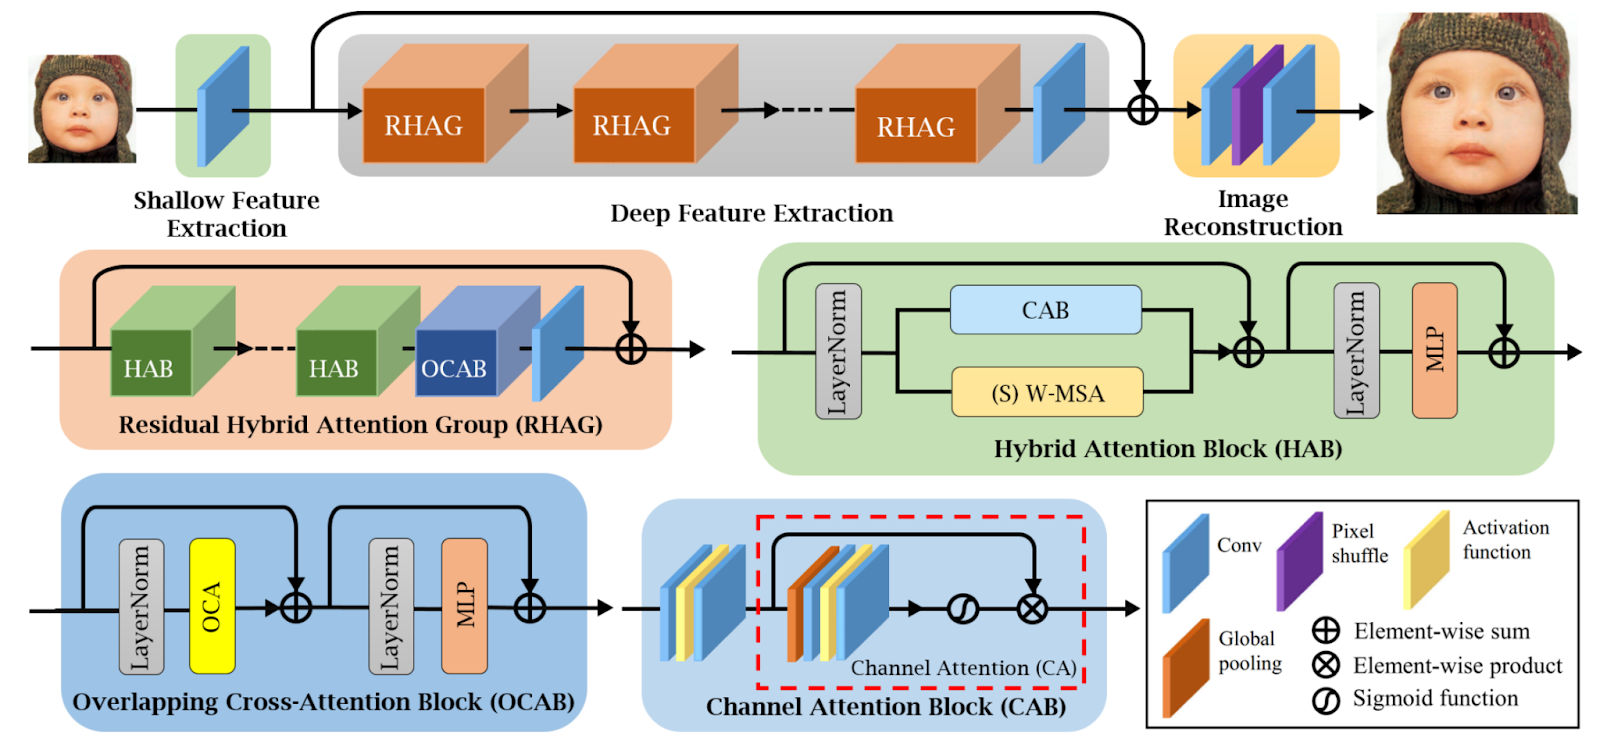 RHAG
RHAG
RHAG
Shallow Feature
Extraction
Deep Feature Extraction
Image
Reconstruction
HAB
HAB
OCAB
Residual Hybrid Attention Group (RHAG)
LayerNorm
CAB
(S) W-MSA
LayerNorm
MLP
Hybrid Attention Block (HAB)
LayerNorm
OCA
LayerNorm
MLP
Overlapping Cross-Attention Block (OCAB)
Channel Attention (CA)
Channel Attention Block (CAB)
Conv
Pixel
shuffle
Activation
function
Global
pooling
Element-wise sum
Element-wise product
Sigmoid function